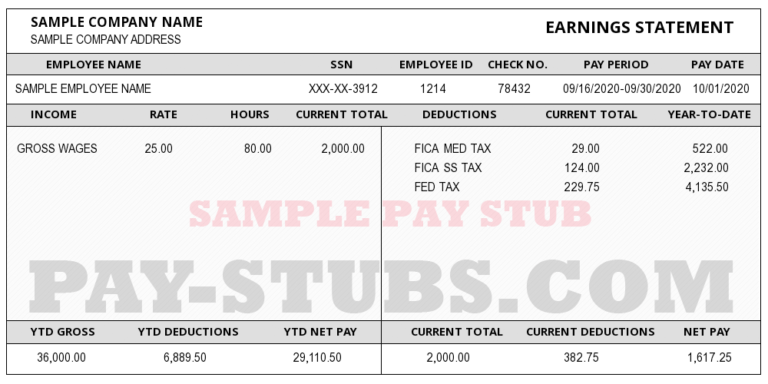 SAMPLE COMPANY NAME
SAMPLE COMPANY ADDRESS
EARNINGS STATEMENT
EMPLOYEE NAME SSN EMPLOYEE ID CHECK NO. PAY PERIOD PAY DATE
SAMPLE EMPLOYEE NAME XXX-XX-3912 1214 78432 09/16/2020-09/30/2020 10/01/2020
INCOME RATE HOURS CURRENT TOTAL DEDUCTIONS CURRENT TOTAL YEAR-TO-DATE
GROSS WAGES 25.00 80.00 2,000.00 FICA MED TAX 29.00 522.00
FICA SS TAX 124.00 2,232.00
FED TAX 229.75 4,135.50
SAMPLE PAY STUB
PAY-STUBS.COM
YTD GROSS YTD DEDUCTIONS YTD NET PAY CURRENT TOTAL CURRENT DEDUCTIONS NET PAY
36,000.00 6,889.50 29,110.50 2,000.00 382.75 1,617.25